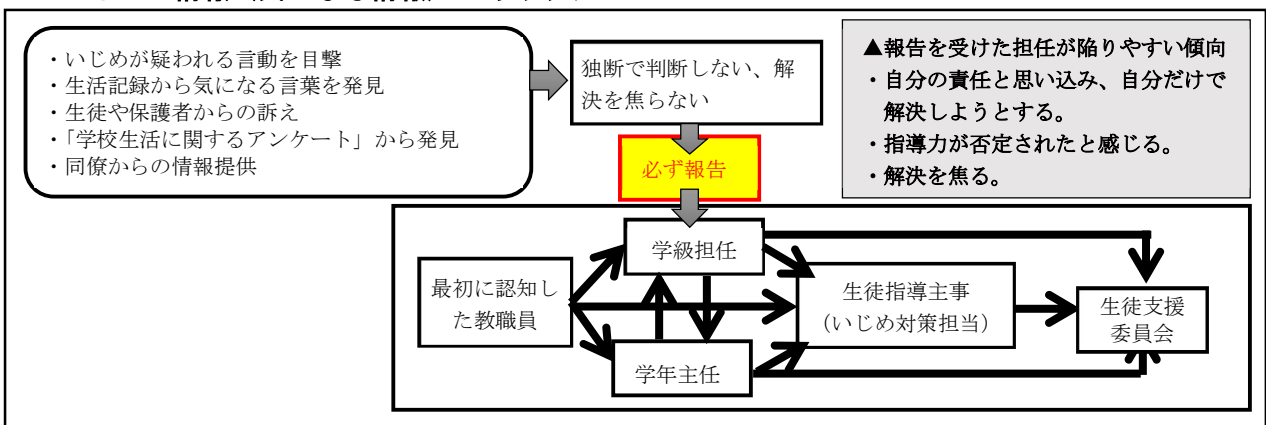 ・いじめが疑われる言動を目撃
・生活記録から気になる言葉を発見
・生徒や保護者からの訴え
・「学校生活に関するアンケート」から発見
・同僚からの情報提供
独断で判断しない、解
決を焦らない
必ず報告
▲報告を受けた担任が陥りやすい傾向
・自分の責任と思い込み、自分だけで
解決しようとする。
・指導力が否定されたと感じる。
・解決を焦る。
学級担任
最初に認知し
た教職員
生徒指導主事
（いじめ対策担当）
生徒支援
委員会
学年主任